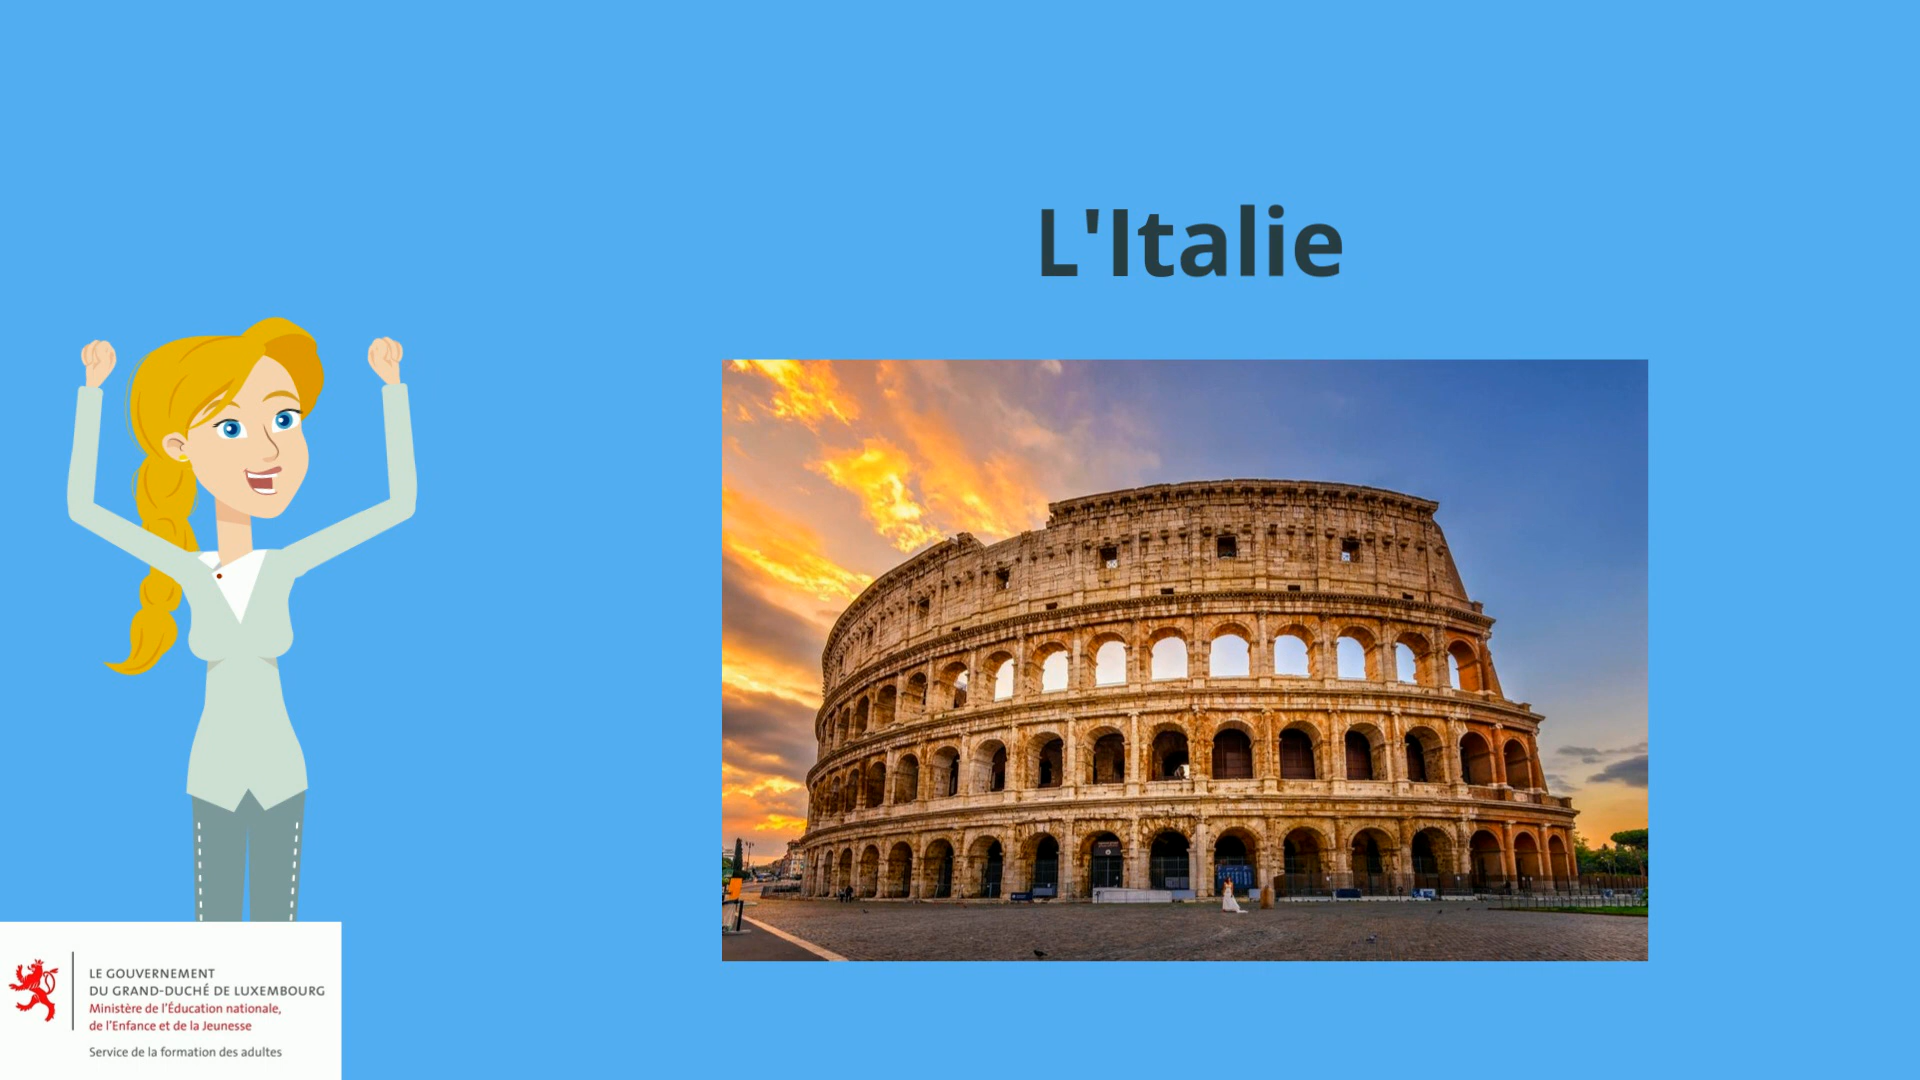 L'Italie
LE GOUVERNEMENT
DU GRAND-DUCHÉ DE LUXEMBOURG
Ministère de l'Éducation nationale,
de l'Enfance et de la Jeunesse
Service de la formation des adultes